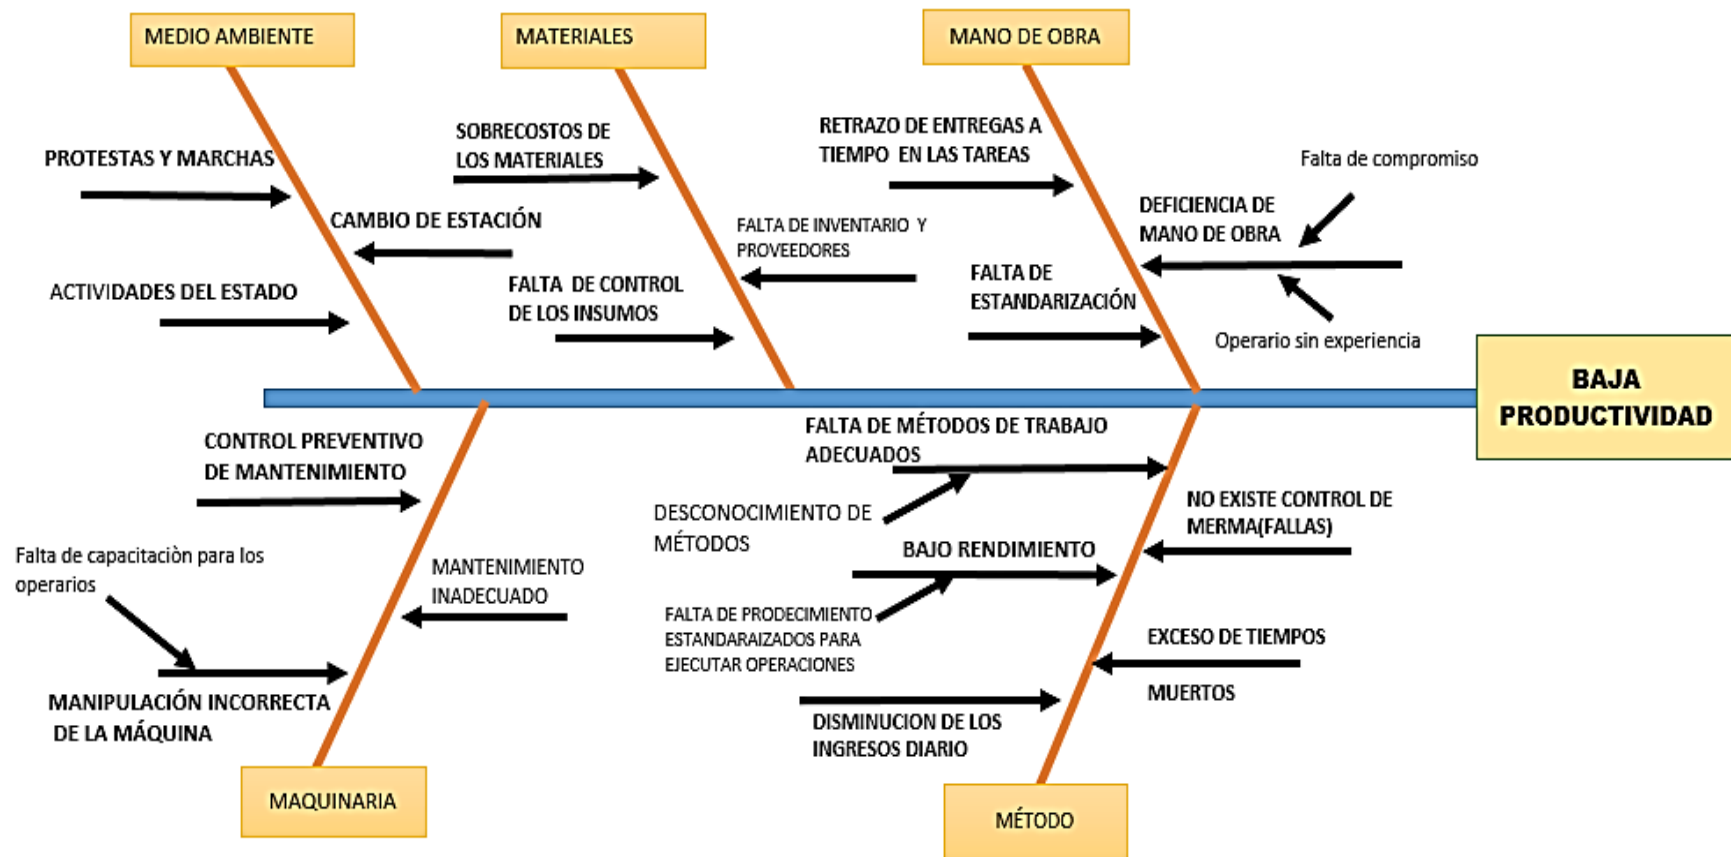 MEDIO AMBIENTE
MATERIALES
MANO DE OBRA
PROTESTAS Y MARCHAS
CAMBIO DE ESTACIÓN
ACTIVIDADES DEL ESTADO
SOBRECOSTOS DE
LOS MATERIALES
FALTA DE INVENTARIO Y
PROVEEDORES
FALTA DE CONTROL
DE LOS INSUMOS
RETRAZO DE ENTREGAS A
TIEMPO EN LAS TAREAS
Falta de compromiso
DEFICIENCIA DE
MANO DE OBRA
FALTA DE
ESTANDARIZACIÓN
Operario sin experiencia
BAJA
PRODUCTIVIDAD
CONTROL PREVENTIVO
DE MANTENIMIENTO
Falta de capacitaciòn para los
operarios
MANTENIMIENTO
INADECUADO
MANIPULACIÓN INCORRECTA
DE LA MÁQUINA
MAQUINARIA
FALTA DE MÉTODOS DE TRABAJO
ADECUADOS
DESCONOCIMIENTO DE
MÉTODOS
NO EXISTE CONTROL DE
MERMA(FALLAS)
BAJO RENDIMIENTO
FALTA DE PRODECIMIENTO
ESTANDARAIZADOS PARA
EJECUTAR OPERACIONES
EXCESO DE TIEMPOS
MUERTOS
DISMINUCION DE LOS
INGRESOS DIARIO
MÉTODO